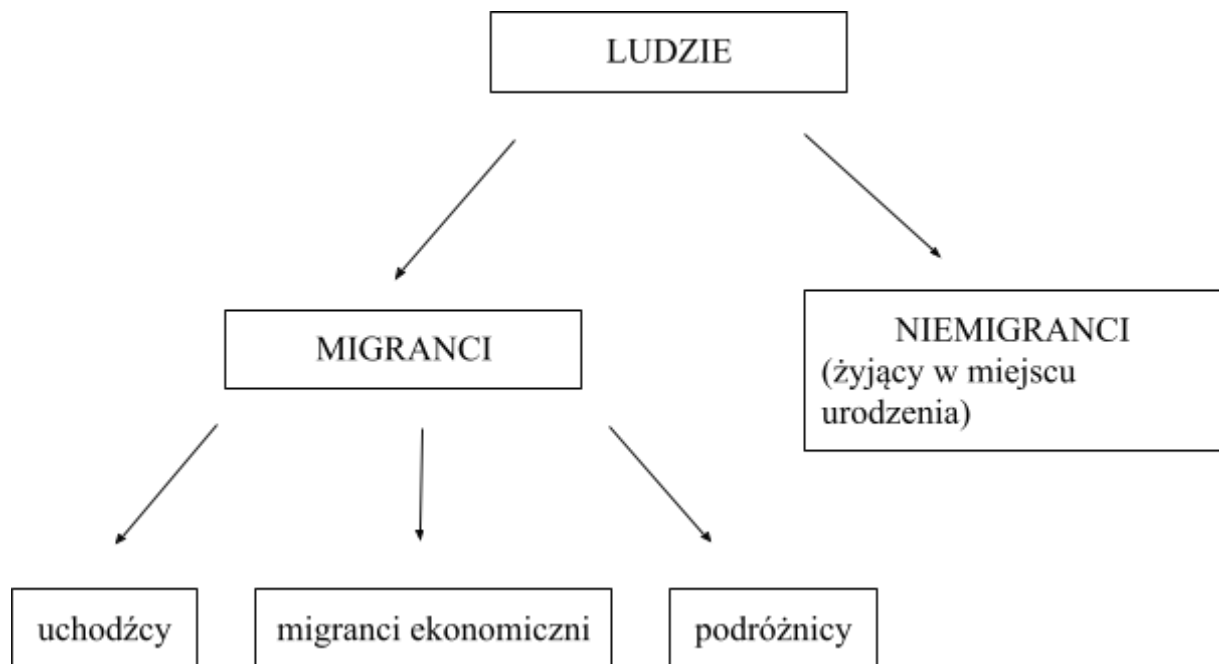 LUDZIE
MIGRANCI
NIEMIGRANCI
(żyjący w miejscu
urodzenia)
uchodźcy
migranci ekonomiczni
podróżnicy